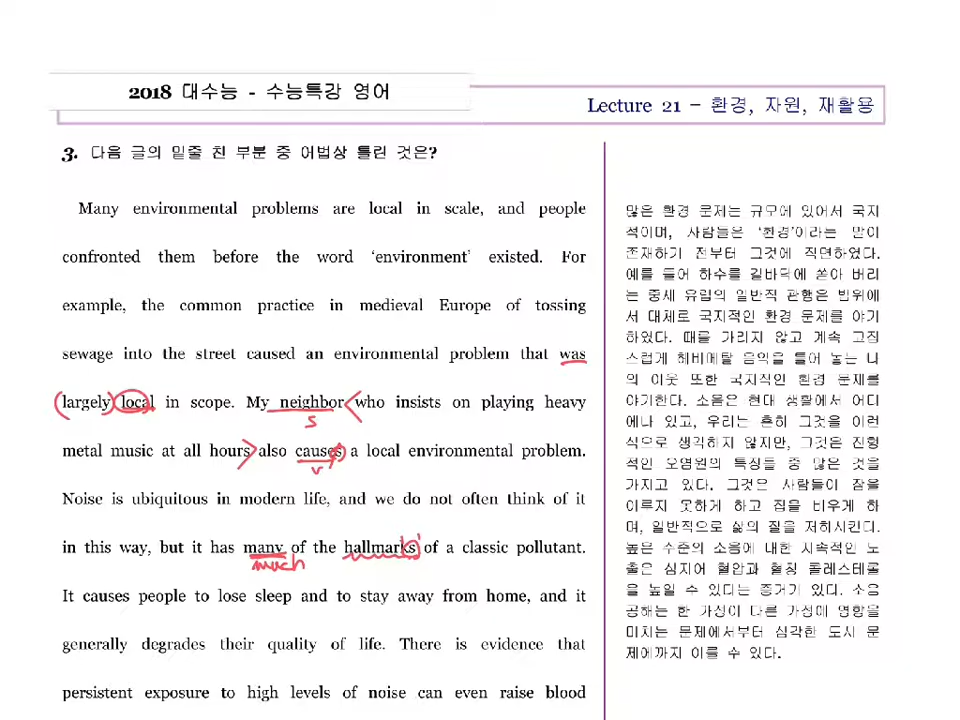 2018 대수능 - 수능특강 영어
Lecture 21 – 환경, 자원, 재활용
3. 다음 글의 밑줄 친 부분 중 어법상 틀린 것은?
Many environmental problems are local in scale, and people
confronted them before the word ‘environment’ existed. For
example, the common practice in medieval Europe of tossing
sewage into the street caused an environmental problem that was
largely local in scope. My neighbor who insists on playing heavy
s
metal music at all hours also causes a local environmental problem.
v
Noise is ubiquitous in modern life, and we do not often think of it
in this way, but it has many of the hallmarks of a classic pollutant.
much
It causes people to lose sleep and to stay away from home, and it
generally degrades their quality of life. There is evidence that
persistent exposure to high levels of noise can even raise blood
많은 환경 문제는 규모에 있어서 국지
적이며, 사람들은 ‘환경’이라는 말이
존재하기 전부터 그것에 직면하였다.
예를 들어 하수를 길바닥에 쏟아 버리
는 중세 유럽의 일반적 관행은 범위에
서 대체로 국지적인 환경 문제를 야기
하였다. 때를 가리지 않고 계속 고집
스럽게 헤비메탈 음악을 틀어 놓는 나
의 이웃 또한 국지적인 환경 문제를
야기한다. 소음은 현대 생활에서 어디
에나 있고, 우리는 흔히 그것을 이런
식으로 생각하지 않지만, 그것은 전형
적인 오염원의 특징들 중 많은 것을
가지고 있다. 그것은 사람들이 잠을
이루지 못하게 하고 집을 비우게 하
며, 일반적으로 삶의 질을 저하시킨다.
높은 수준의 소음에 대한 지속적인 노
출은 심지어 혈압과 혈청 콜레스테롤
을 높일 수 있다는 증거가 있다. 소음
공해는 한 가정이 다른 가정에 영향을
미치는 문제에서부터 심각한 도시 문
제에까지 이를 수 있다.